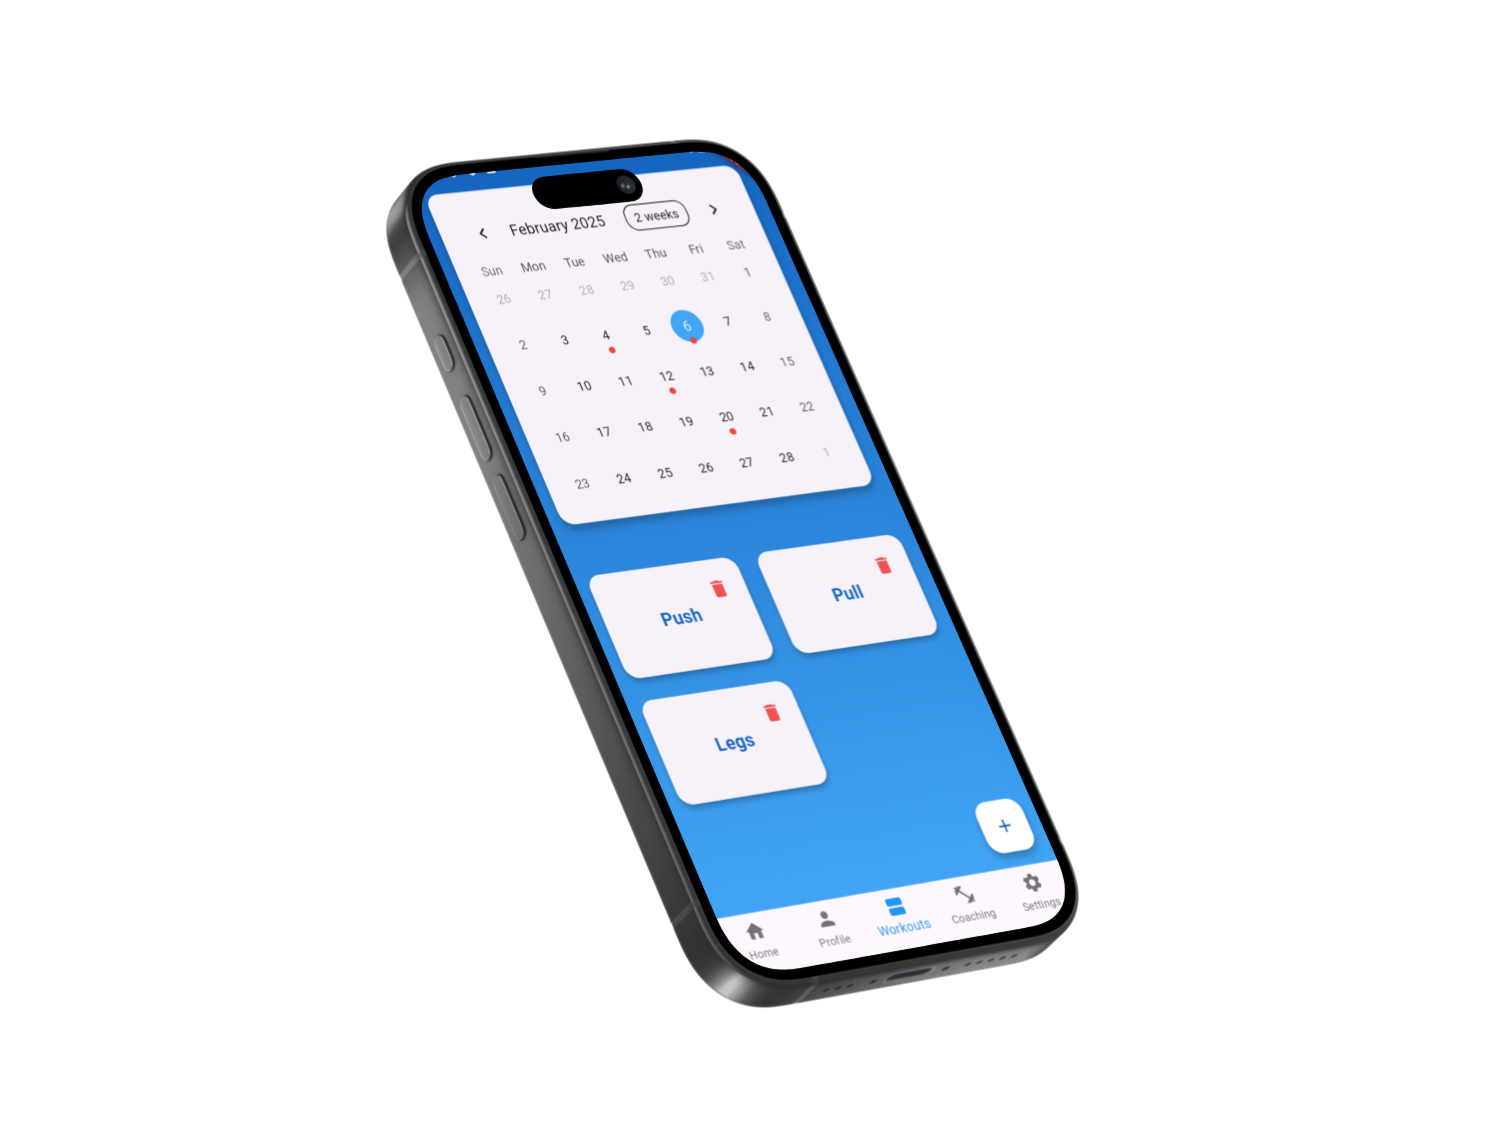 February 2025 2 weeks
Sun Mon Tue Wed Thu Fri Sat
26 27 28 29 30 31 1
2 3 4 5 6 7 8
9 10 11 12 13 14 15
16 17 18 19 20 21 22
23 24 25 26 27 28 1
Push Pull
Legs
+
Home Profile Workouts Coaching Settings